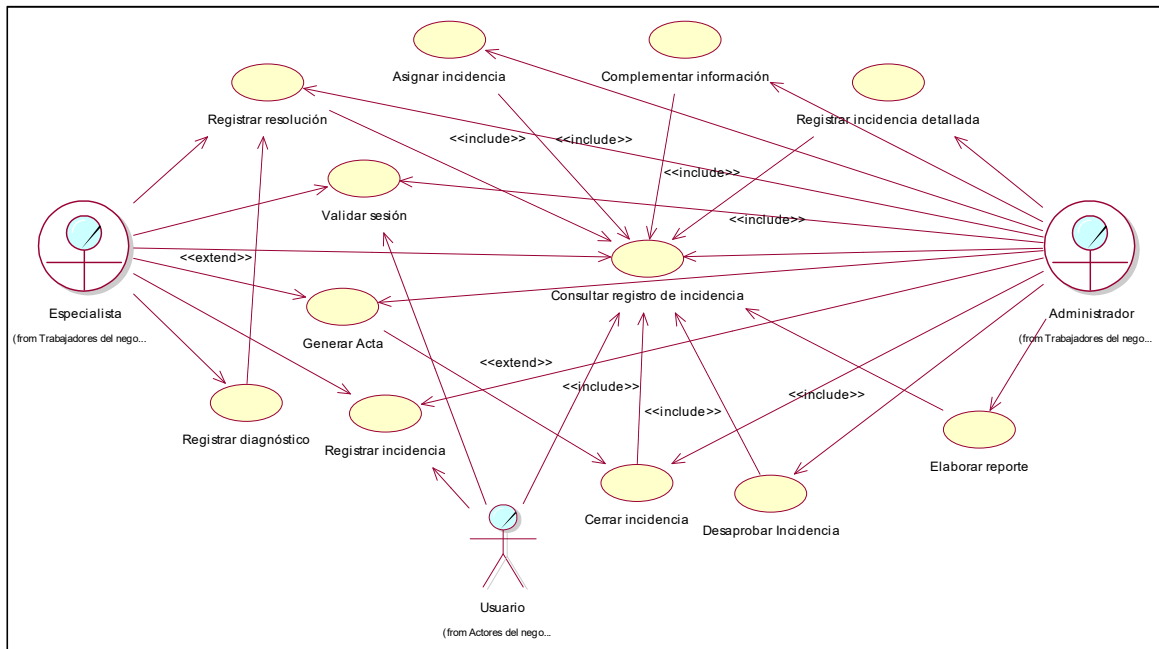 Asignar incidencia
Complementar información
Registrar resolución
Registrar incidencia detallada
<<include>>
<<include>>
<<include>>
<<include>>
Validar sesión
<<include>>
<<extend>>
Consultar registro de incidencia
Especialista
(from Trabajadores del nego...
Administrador
(from Trabajadores del nego...
Generar Acta
<<extend>>
<<include>>
<<include>>
<<include>>
Registrar diagnóstico
Registrar incidencia
Elaborar reporte
Cerrar incidencia
Desaprobar Incidencia
Usuario
(from Actores del nego...